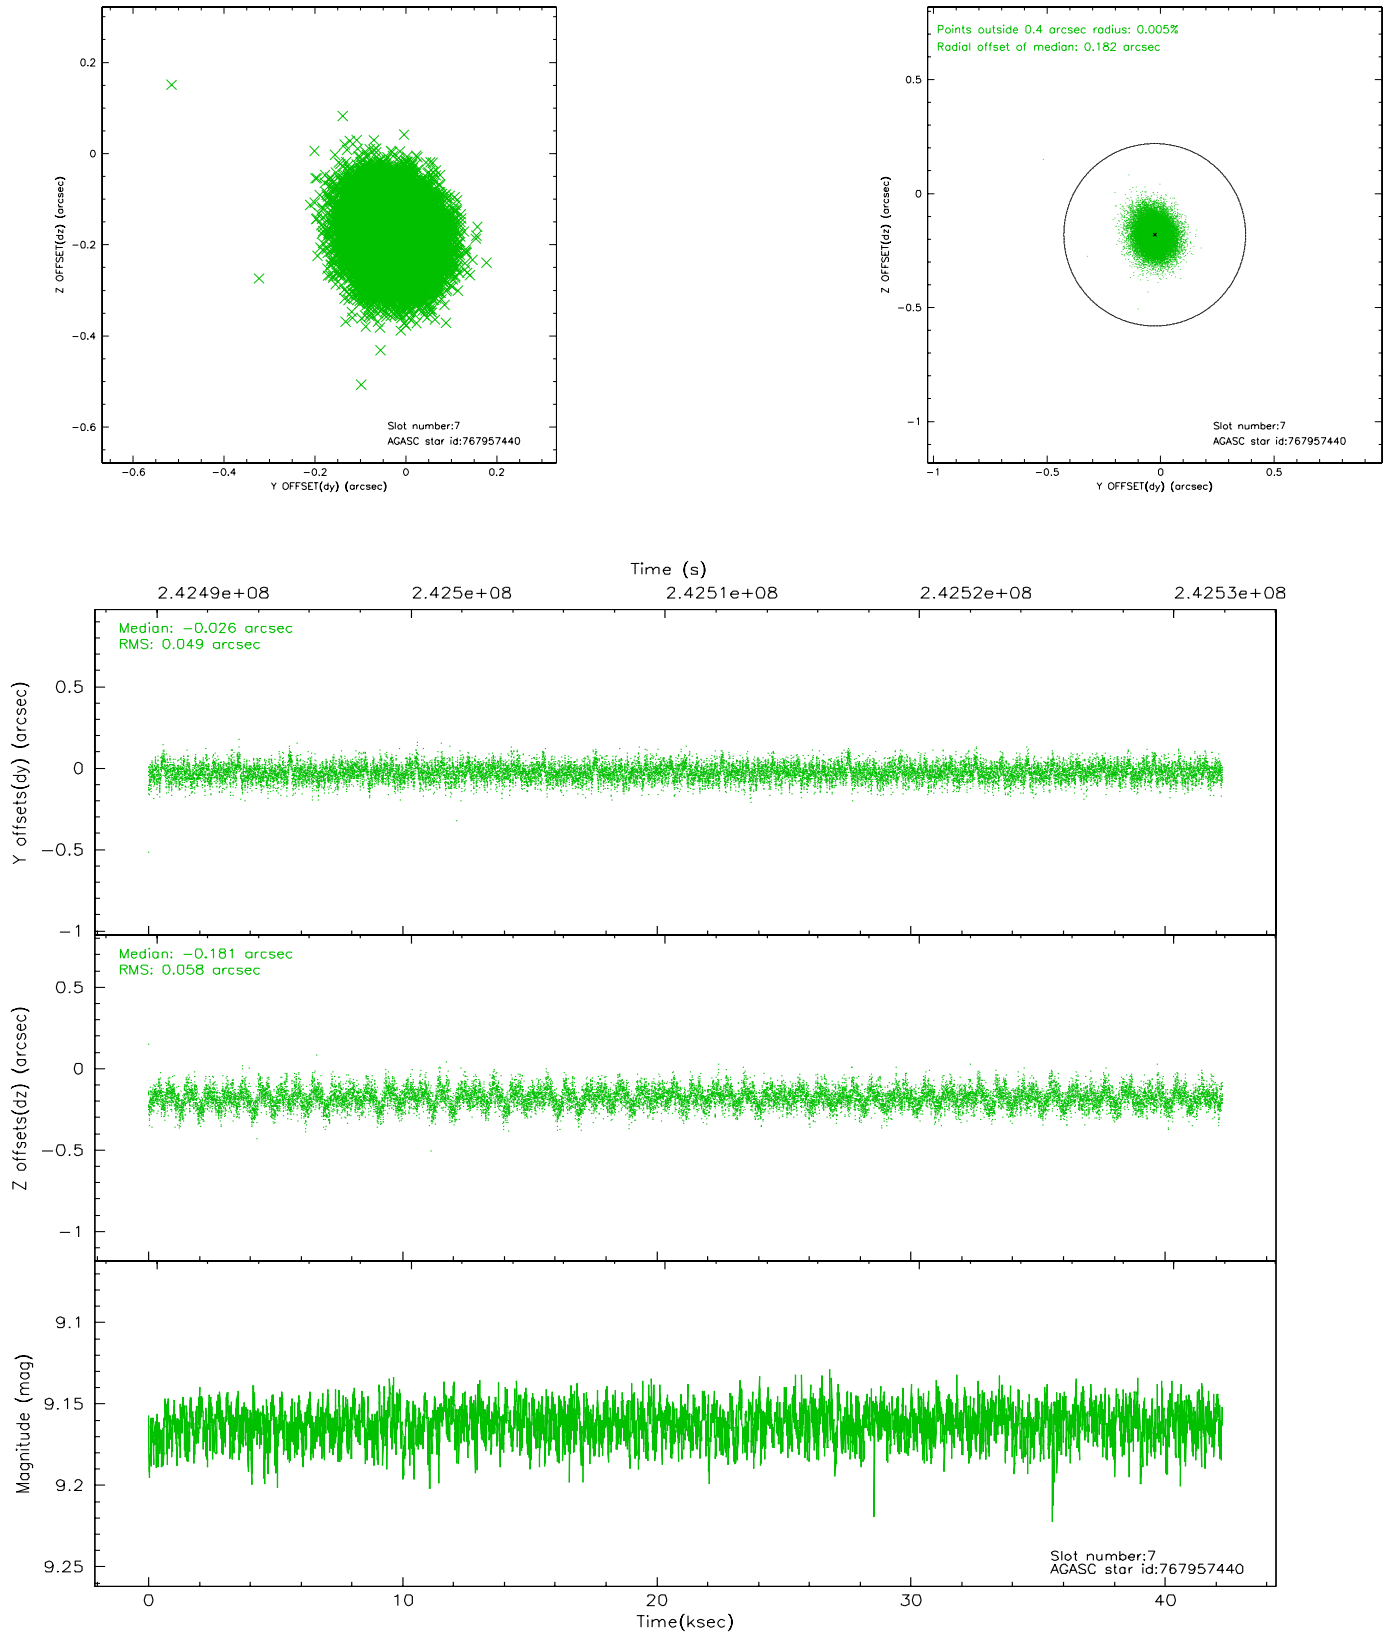 0.2
0
−0.2
−0.4
−0.6
Z OFFSET(dz) (arcsec)
Slot number:7
AGASC star id:767957440
−0.6
−0.4
−0.2
0
0.2
Y OFFSET(dy) (arcsec)
Points outside 0.4 arcsec radius: 0.005%
Radial offset of median: 0.182 arcsec
0.5
0
−0.5
−1
Z OFFSET(dz) (arcsec)
Slot number:7
AGASC star id:767957440
−1
−0.5
0
0.5
Y OFFSET(dy) (arcsec)
Time (s)
2.4249e+08
2.425e+08
2.4251e+08
2.4252e+08
2.4253e+08
Median: −0.026 arcsec
RMS: 0.049 arcsec
0.5
0
−0.5
−1
Y offsets(dy) (arcsec)
Median: −0.181 arcsec
RMS: 0.058 arcsec
0.5
0
−0.5
−1
Z offsets(dz) (arcsec)
9.1
9.15
9.2
9.25
Magnitude (mag)
Slot number:7
AGASC star id:767957440
0
10
20
30
40
Time(ksec)